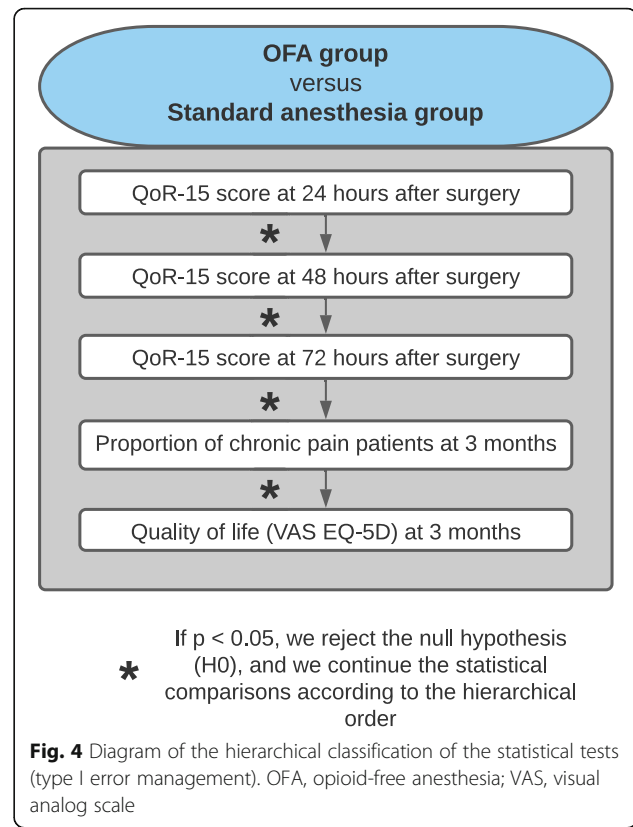 OFA group
versus
Standard anesthesia group
QoR-15 score at 24 hours after surgery
*
QoR-15 score at 48 hours after surgery
*
QoR-15 score at 72 hours after surgery
*
Proportion of chronic pain patients at 3 months
*
Quality of life (VAS EQ-5D) at 3 months
If p < 0.05, we reject the null hypothesis
(H0), and we continue the statistical
* comparisons according to the hierarchical
order
Fig. 4 Diagram of the hierarchical classification of the statistical tests
(type I error management). OFA, opioid-free anesthesia; VAS, visual
analog scale